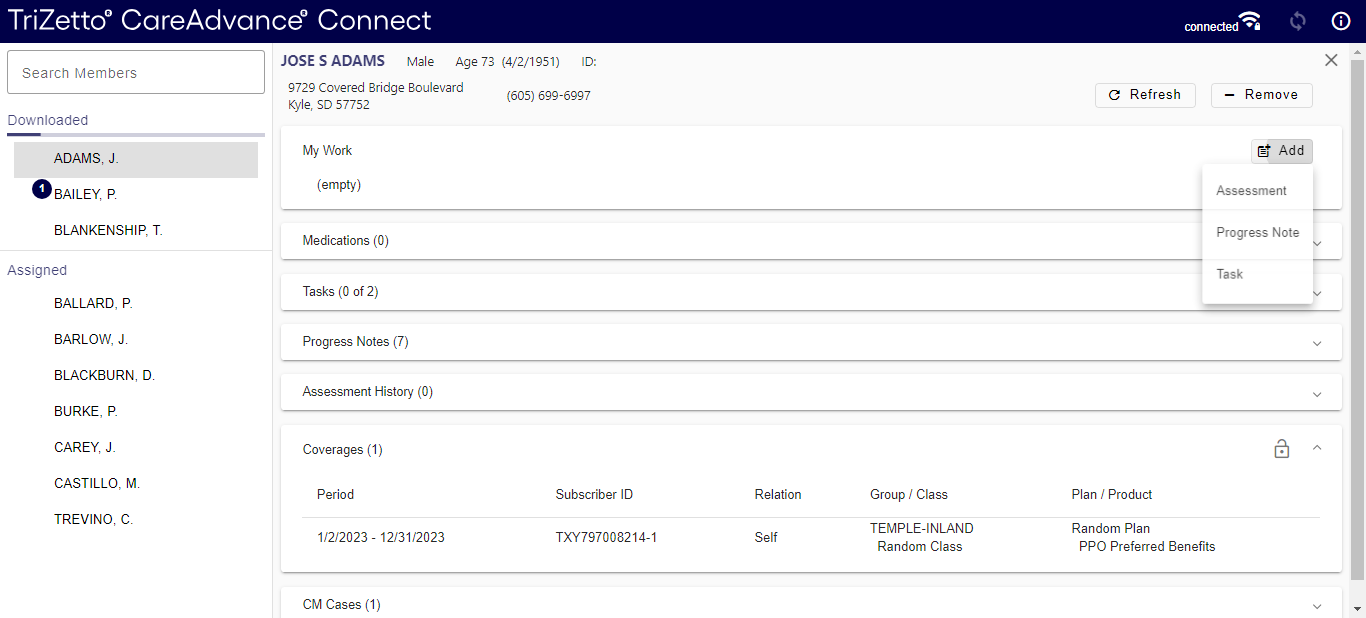 TriZetto® CareAdvance® Connect
connected
Search Members
Downloaded
ADAMS, J.
1
BAILEY, P.
BLANKENSHIP, T.
Assigned
BALLARD, P.
BARLOW, J.
BLACKBURN, D.
BURKE, P.
CAREY, J.
CASTILLO, M.
TREVINO, C.
JOSE S ADAMS Male Age 73 (4/2/1951) ID:
9729 Covered Bridge Boulevard
Kyle, SD 57752
(605) 699-6997
Refresh
Remove
My Work
Add
(empty)
Assessment
Progress Note
Task
Medications (0)
Tasks (0 of 2)
Progress Notes (7)
Assessment History (0)
Coverages (1)
Period Subscriber ID Relation Group / Class Plan / Product
1/2/2023 - 12/31/2023 TXY797008214-1 Self TEMPLE-INLAND Random Plan
Random Class PPO Preferred Benefits
CM Cases (1)